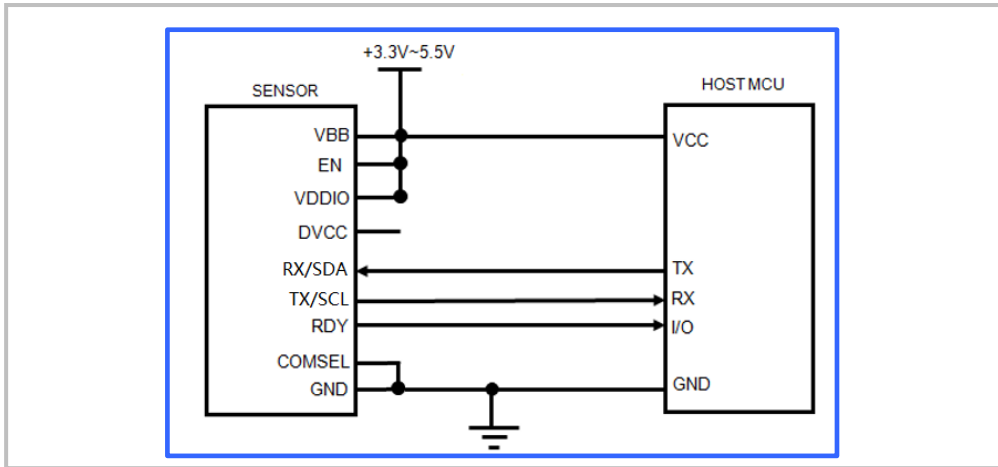 +3.3V~5.5V
SENSOR
HOST MCU
VBB
VCC
EN
VDDIO
DVCC
RX/SDA
TX
TX/SCL
RX
RDY
I/O
COMSEL
GND
GND